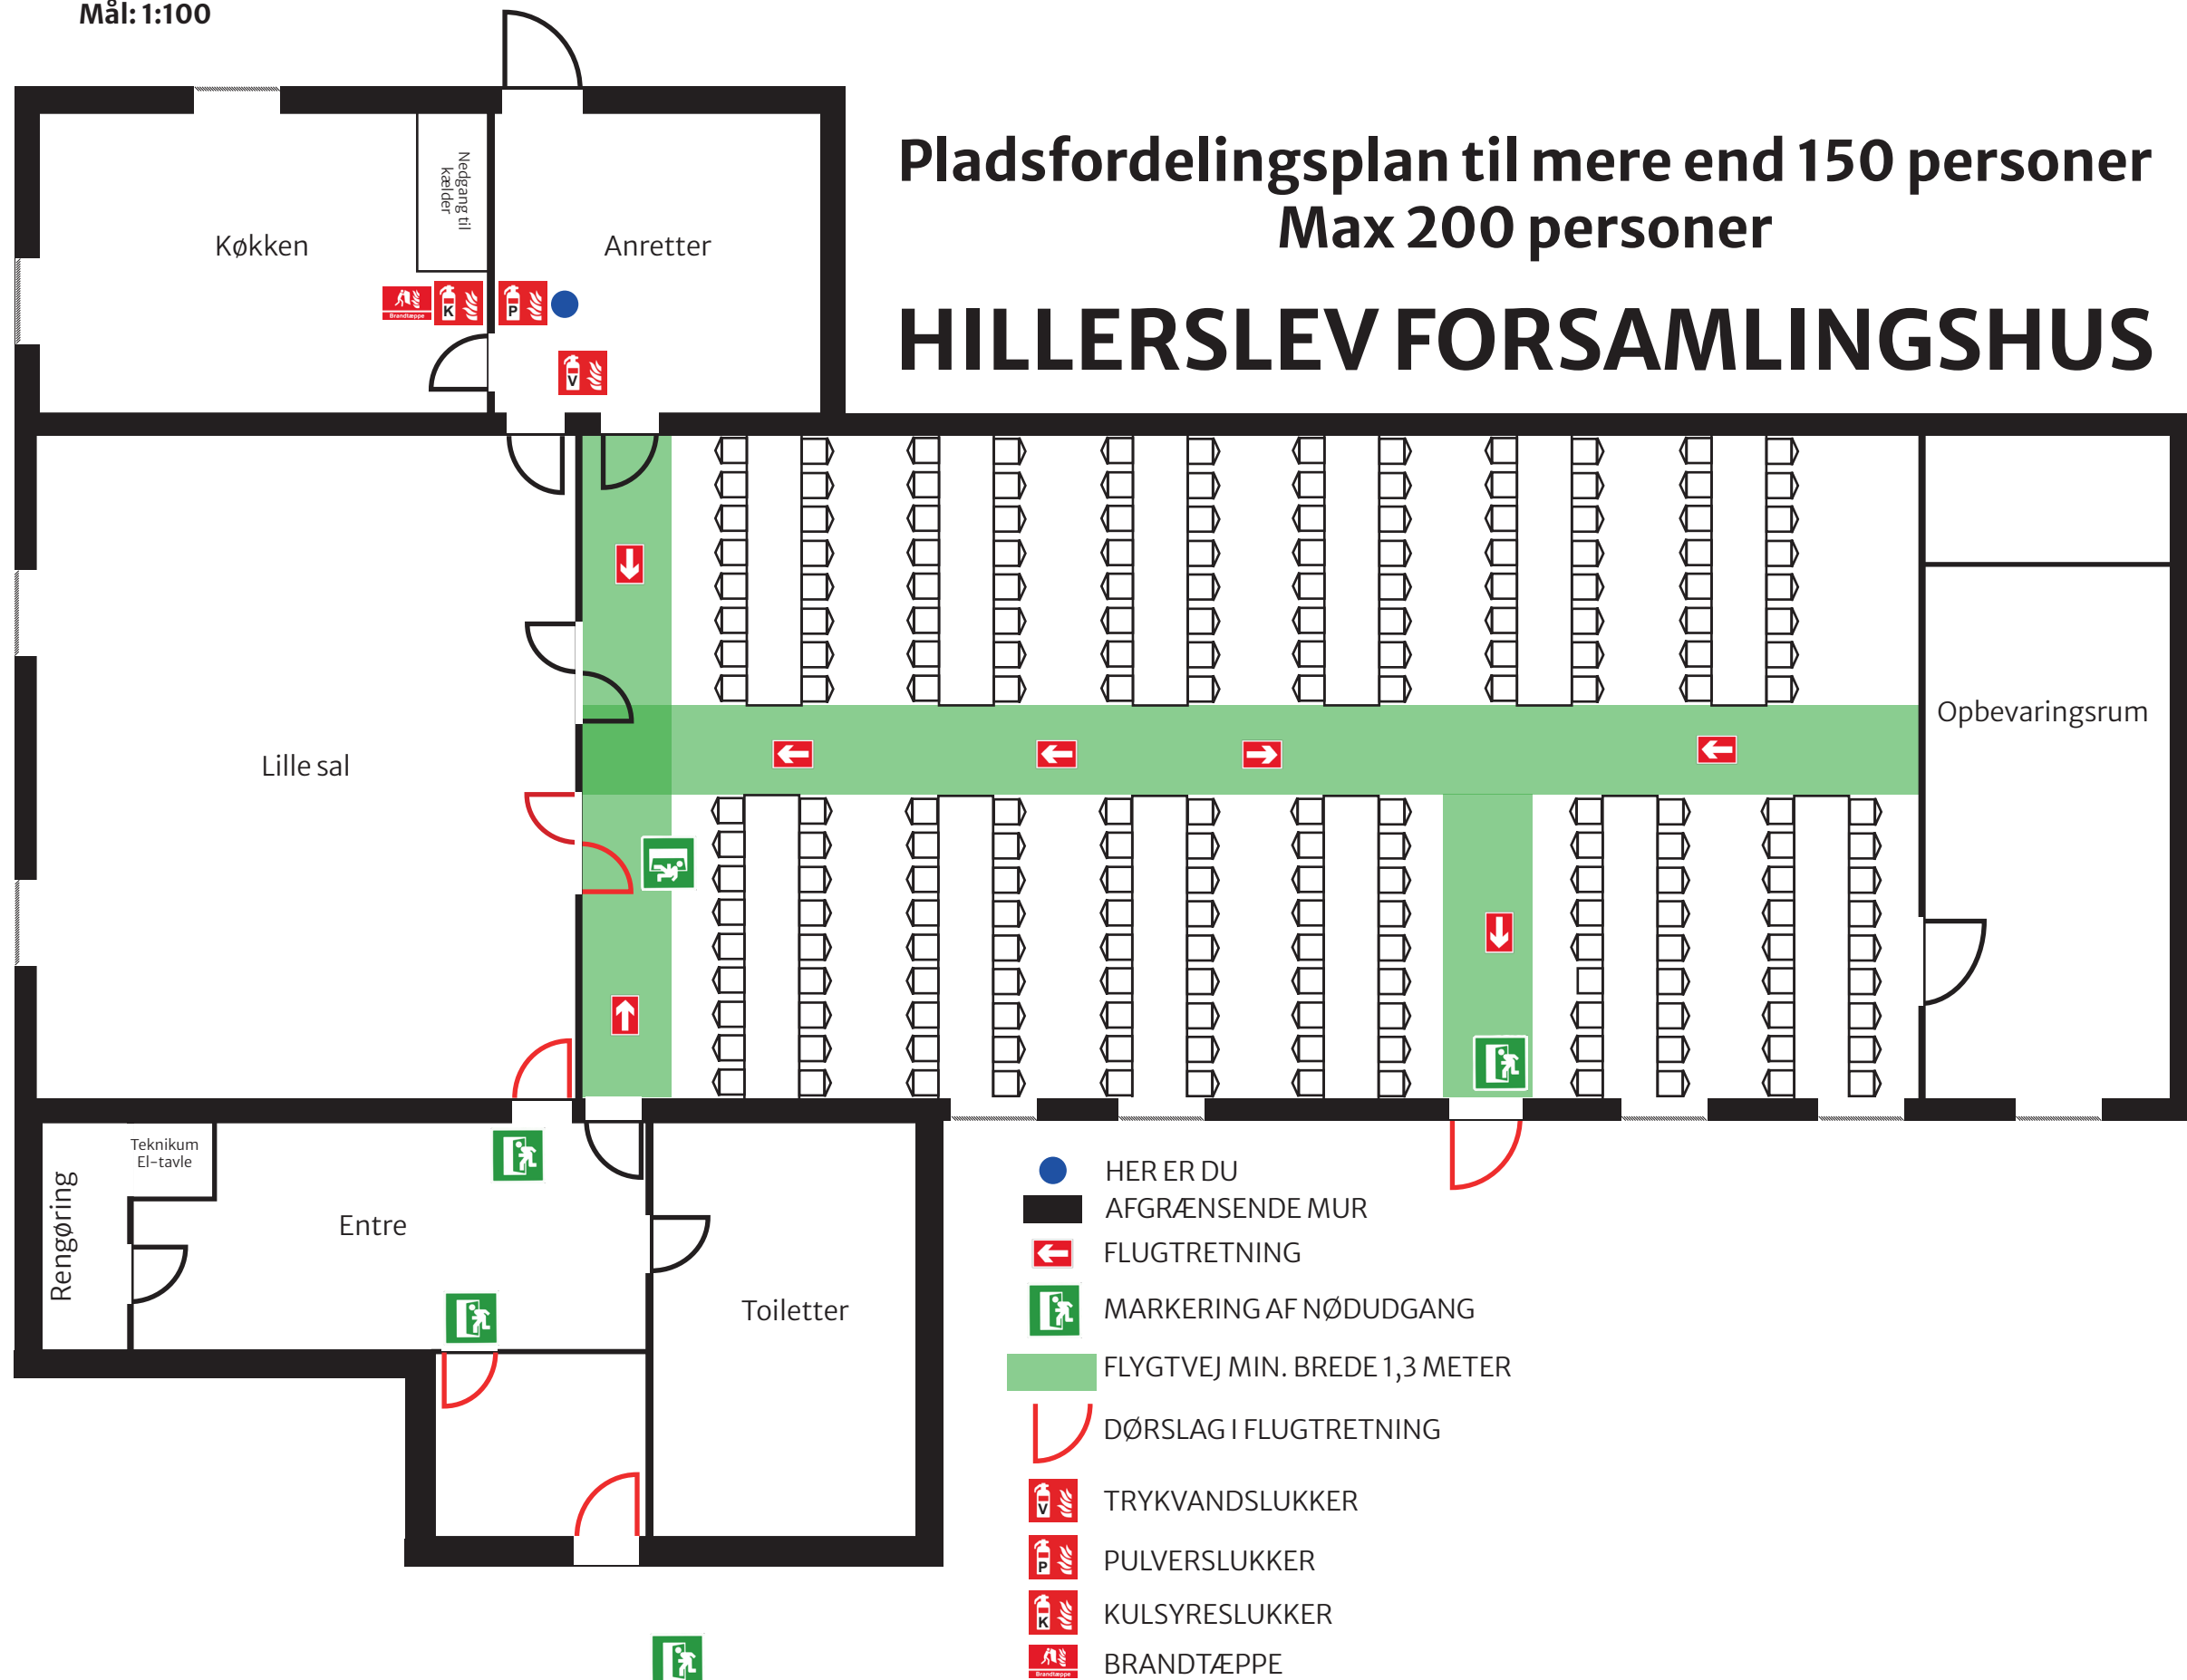 Mål: 1:100
Pladsfordelingsplan til mere end 150 personer
Max 200 personer
HILLERSLEV FORSAMLINGSHUS
Køkken
Nedgang til
kælder
Anretter
Brandtæppe
K
P
V
Lille sal
Opbevaringsrum
Teknikum
El-tavle
Rengøring
Entre
Toiletter
HER ER DU
AFGRÆNSENDE MUR
FLUGTRETNING
MARKERING AF NØDUDGANG
FLYGTVEJ MIN. BREDE 1,3 METER
DØRSLAG I FLUGTRETNING
V
TRYKVANDSLUKKER
P
PULVERSLUKKER
K
KULSYRESLUKKER
Brandtæppe
BRANDTÆPPE